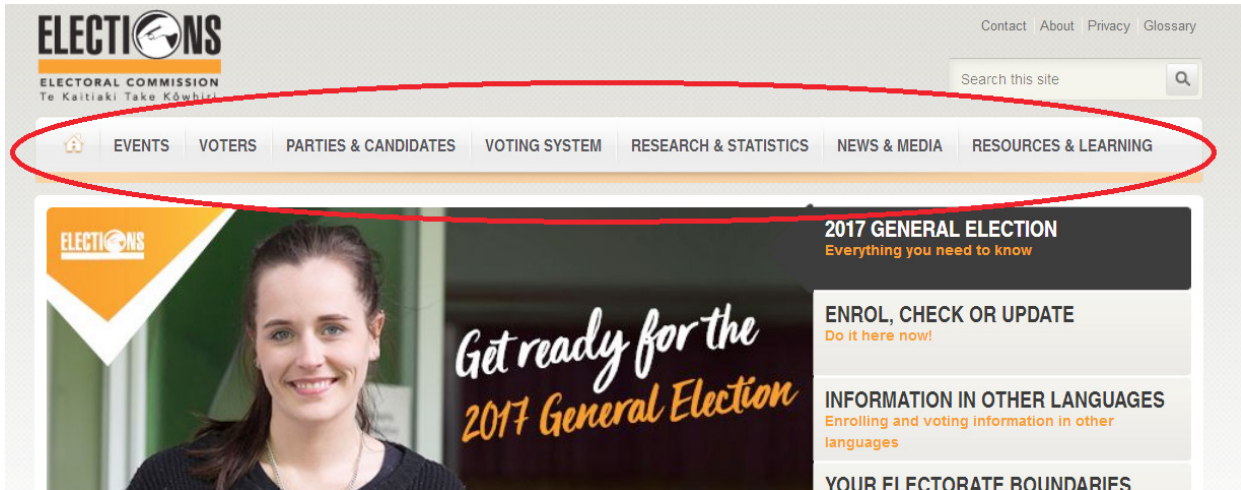 ELECTIONS
ELECTORAL COMMISSION
Te Kaitiaki Take Kōwhiri
Contact About Privacy Glossary
Search this site
EVENTS VOTERS PARTIES & CANDIDATES VOTING SYSTEM RESEARCH & STATISTICS NEWS & MEDIA RESOURCES & LEARNING
ELECTIONS
Get ready for the
2017 General Election
2017 GENERAL ELECTION
Everything you need to know
ENROL, CHECK OR UPDATE
Do it here now!
INFORMATION IN OTHER LANGUAGES
Enrolling and voting information in other
languages
YOUR ELECTORATE BOUNDARIES